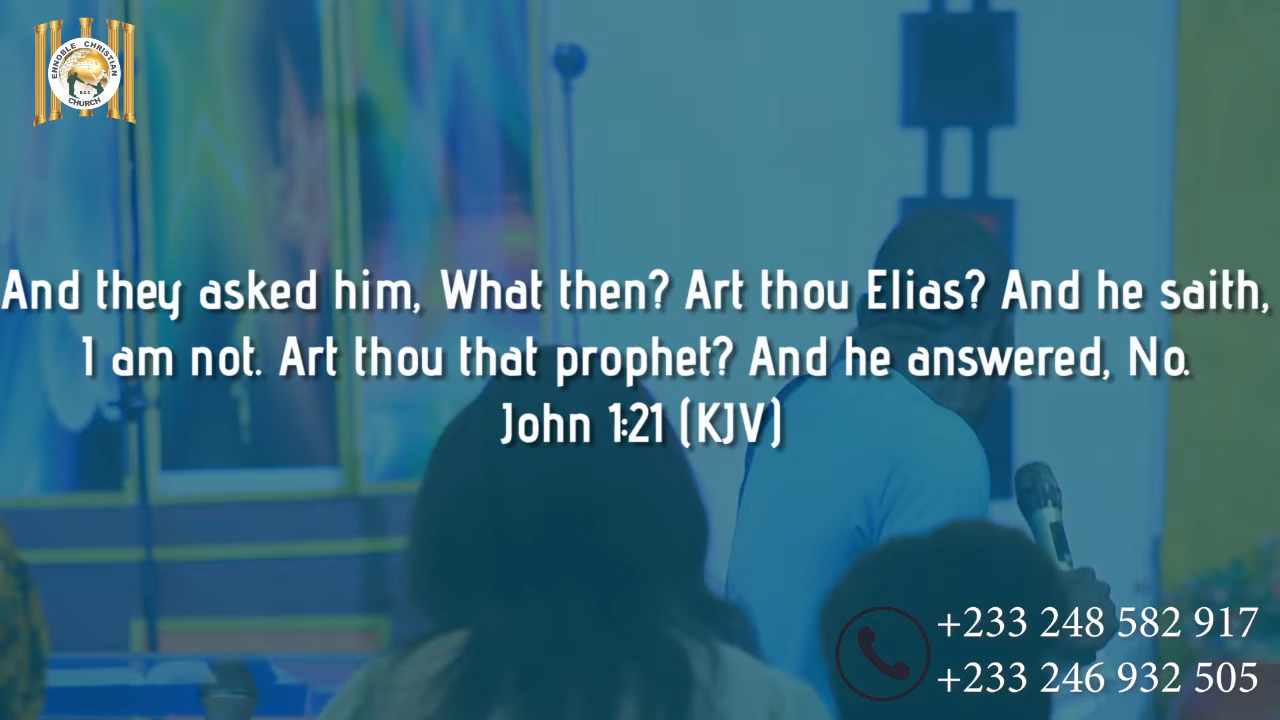 ENNOBLE CHRISTIAN
E.C.C
CHURCH
And they asked him, What then? Art thou Elias? And he saith,
I am not. Art thou that prophet? And he answered, No.
John 1:21 (KJV)
+233 248 582 917
+233 246 932 505